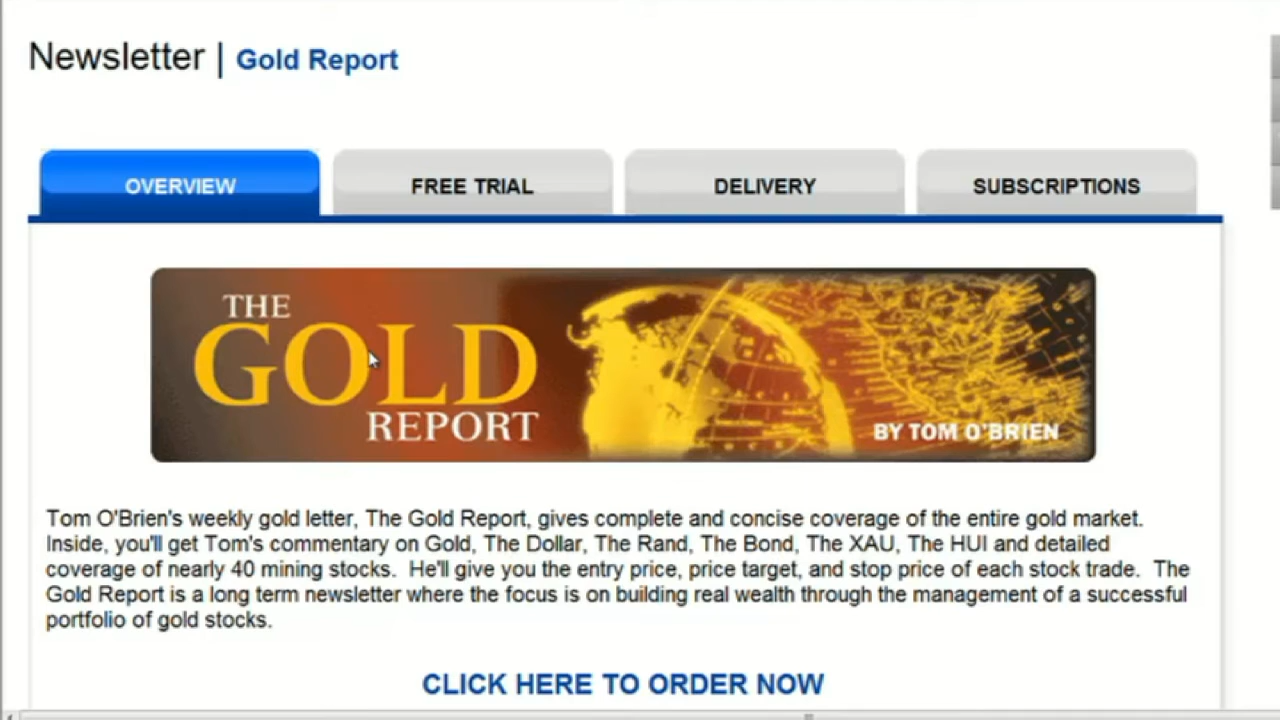 Newsletter | Gold Report
OVERVIEW
FREE TRIAL
DELIVERY
SUBSCRIPTIONS
THE
GOLD
REPORT
BY TOM O'BRIEN
Tom O'Brien's weekly gold letter, The Gold Report, gives complete and concise coverage of the entire gold market.
Inside, you'll get Tom's commentary on Gold, The Dollar, The Rand, The Bond, The XAU, The HUI and detailed
coverage of nearly 40 mining stocks.  He'll give you the entry price, price target, and stop price of each stock trade.  The
Gold Report is a long term newsletter where the focus is on building real wealth through the management of a successful
portfolio of gold stocks.
CLICK HERE TO ORDER NOW